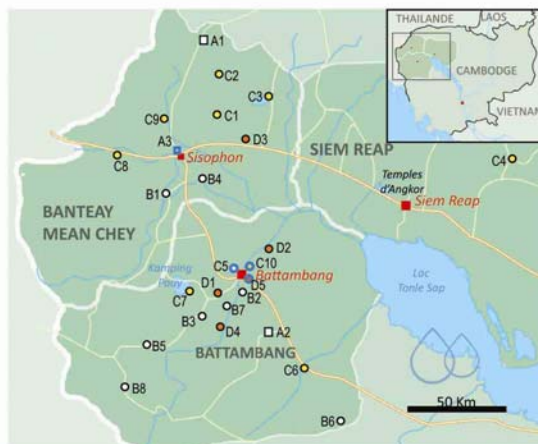 THAILANDE
LAOS
CAMBODGE
VIETNAM
A1
C2
C3
C1
C9
D3
A3
Sisophon
C8
SIEM REAP
C4
Temples
d'Angkor
B4
B1
Siem Reap
BANTEAY
MEAN CHEY
D2
C5
C10
Kamping
Pouy
Battambang
Lac
Tonle Sap
D1
D5
C7
B2
B7
B3
D4
A2
B5
BATTAMBANG
C6
B8
50 Km
B6